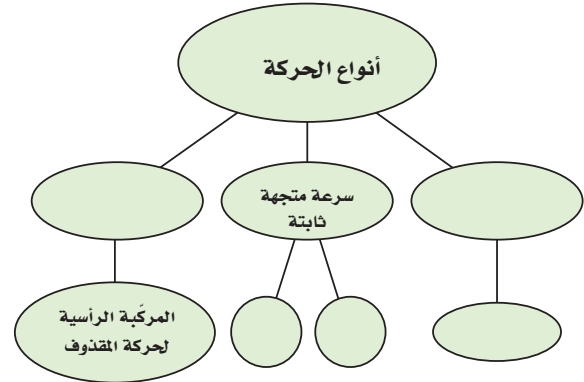 أنواع الحركة
سرعة متجهة
ثابتة
المركّبة الرأسية
لحركة المقذوف